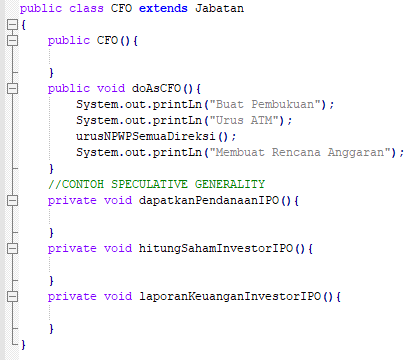 public class CFO extends Jabatan
{
public CFO(){
}
public void doAsCFO(){
System.out.printLn("Buat Pembukuan");
System.out.printLn("Urus ATM");
urusNPWPSemuaDireksi();
System.out.printLn("Membuat Rencana Anggaran");
}
//CONTOH SPECULATIVE GENERALITY
private void dapatkanPendanaanIPO(){
}
private void hitungSahamInvestorIPO(){
}
private void laporanKeuanganInvestorIPO(){
}
}